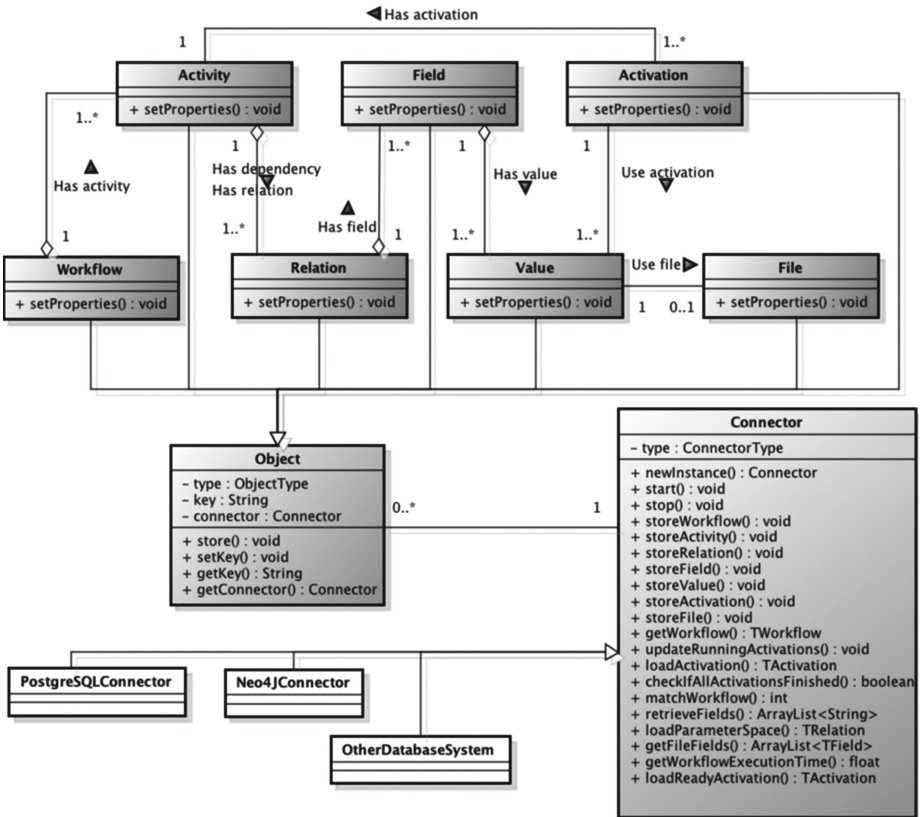 Has activation
1
1..*
Activity
+ setProperties() : void
Field
+ setProperties() : void
Activation
+ setProperties() : void
1..*
1
1..*
1
1
Has dependency
Has relation
Has value
Use activation
Has activity
Has field
1
1..*
1
1..*
1..*
Workflow
+ setProperties() : void
Relation
+ setProperties() : void
Value
+ setProperties() : void
Use file
1
0..1
File
+ setProperties() : void
Object
- type : ObjectType
- key : String
- connector : Connector
+ store() : void
+ setKey() : void
+ getKey() : String
+ getConnector() : Connector
0..*
1
Connector
- type : ConnectorType
+ newInstance() : Connector
+ start() : void
+ stop() : void
+ storeWorkflow() : void
+ storeActivity() : void
+ storeRelation() : void
+ storeField() : void
+ storeValue() : void
+ storeActivation() : void
+ storeFile() : void
+ getWorkflow() : TWorkflow
+ updateRunningActivations() : void
+ loadActivation() : TActivation
+ checkIfAllActivationsFinished() : boolean
+ matchWorkflow() : int
+ retrieveFields() : ArrayList<String>
+ loadParameterSpace() : TRelation
+ getFileFields() : ArrayList<TField>
+ getWorkflowExecutionTime() : float
+ loadReadyActivation() : TActivation
PostgreSQLConnector
Neo4JConnector
OtherDatabaseSystem